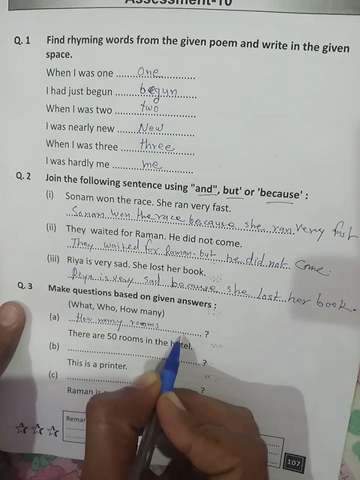 Assessment-10
Q.1 Find rhyming words from the given poem and write in the given
space.
When I was one ....One....
I had just begun ....begun....
When I was two ....two....
I was nearly new ....New....
When I was three ....three....
I was hardly me ....me....
Q.2 Join the following sentence using "and", but' or 'because' :
(i) Sonam won the race. She ran very fast.
Sonam won the race because she ran very fast
(ii) They waited for Raman. He did not come.
They waited for Raman but he did not come.
(iii) Riya is very sad. She lost her book.
Riya is very sad because she lost her book.
Q.3 Make questions based on given answers :
(What, Who, How many)
(a) How many rooms ........ ?
There are 50 rooms in the hotel.
(b) ........ ?
This is a printer.
(c) ........ ?
Raman is
Remar
107